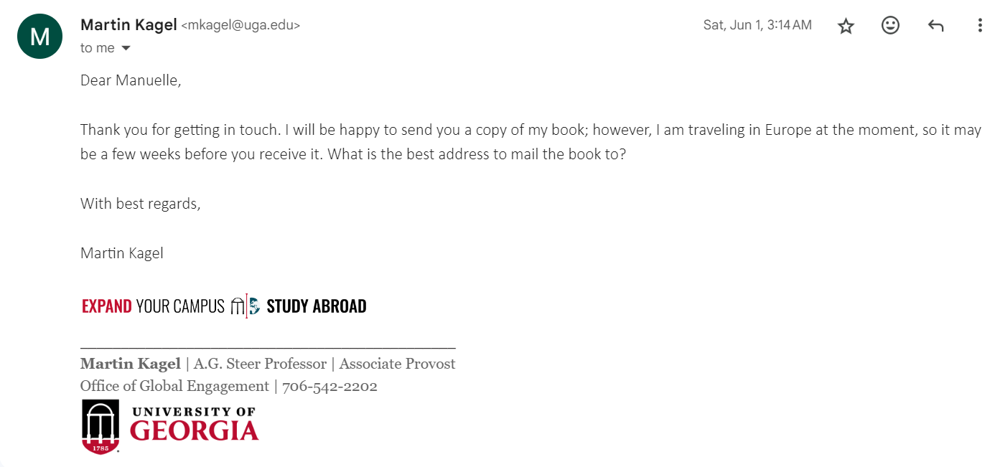 M
Martin Kagel <mkagel@uga.edu>
Sat, Jun 1, 3:14 AM
to me
Dear Manuelle,
Thank you for getting in touch. I will be happy to send you a copy of my book; however, I am traveling in Europe at the moment, so it may
be a few weeks before you receive it. What is the best address to mail the book to?
With best regards,
Martin Kagel
EXPAND YOUR CAMPUS STUDY ABROAD
Martin Kagel | A.G. Steer Professor | Associate Provost
Office of Global Engagement | 706-542-2202
UNIVERSITY OF
GEORGIA
1785